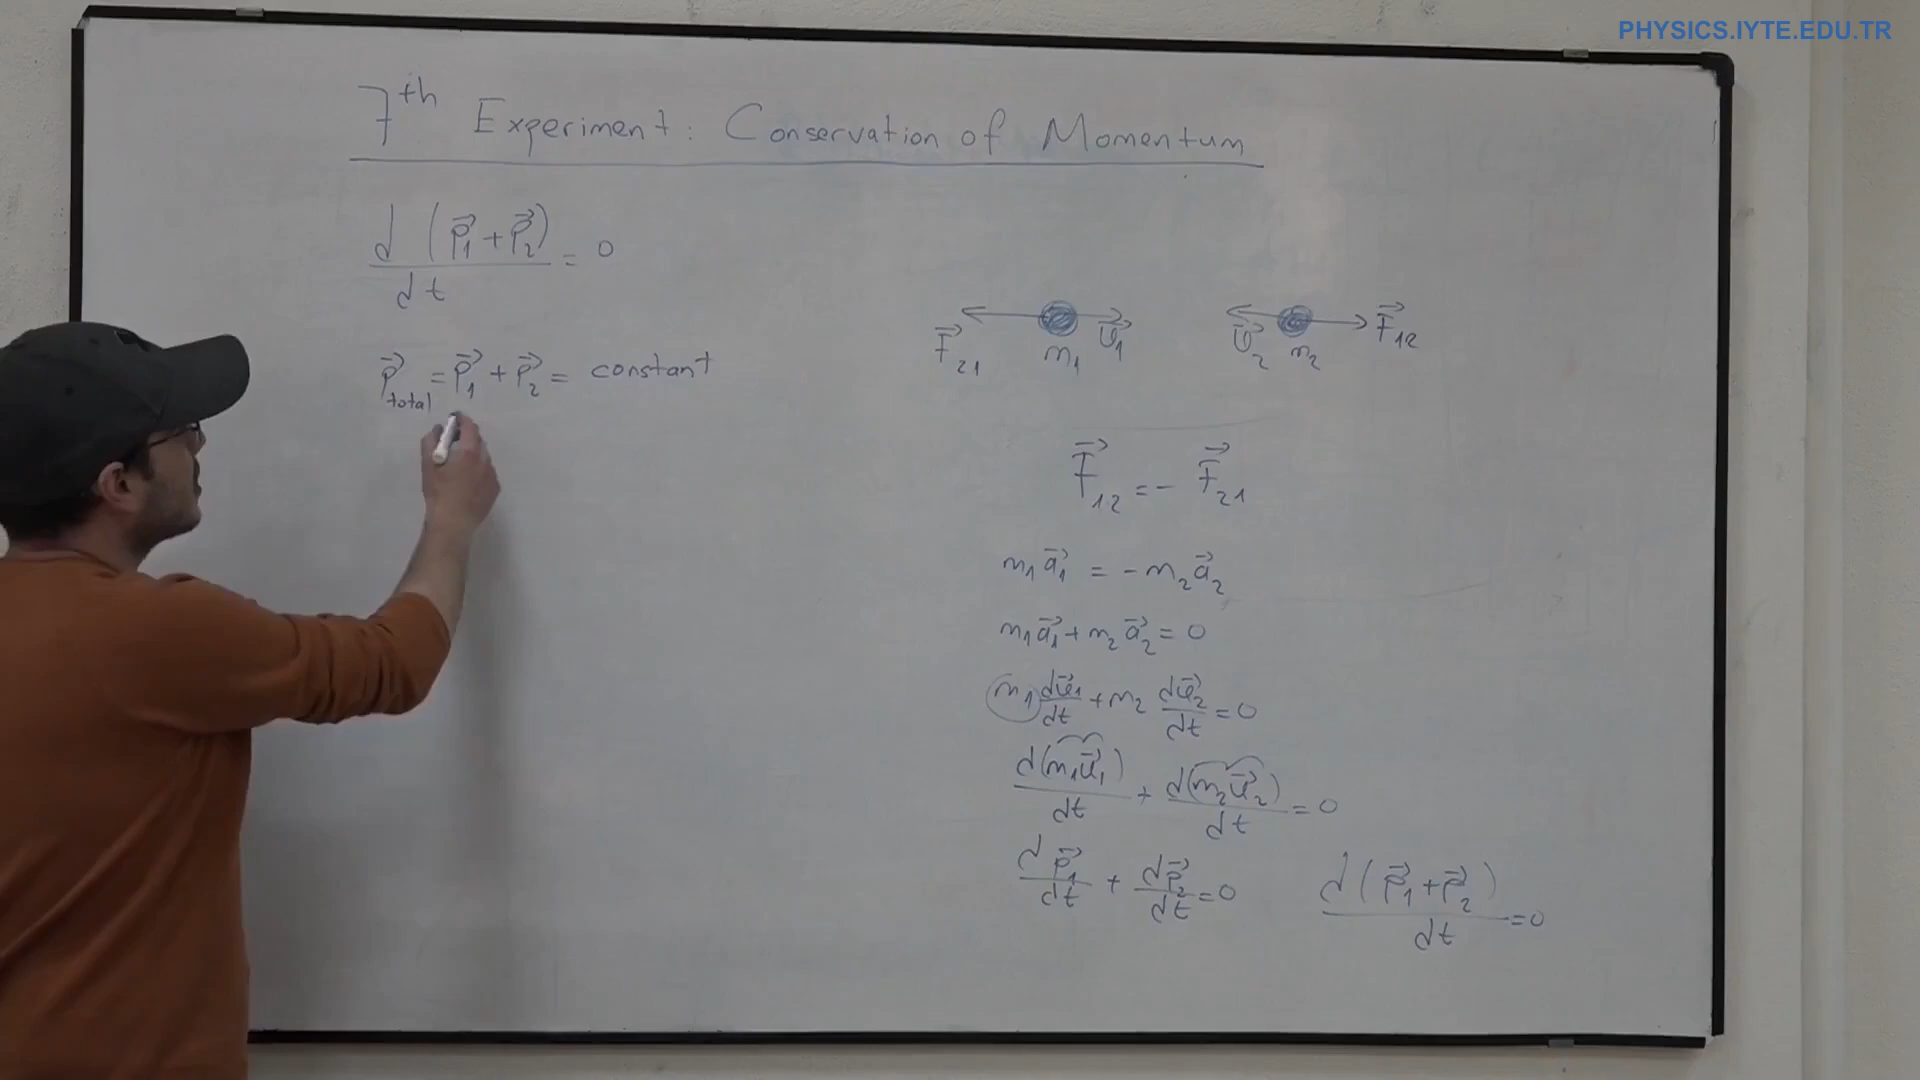 PHYSICS.IYTE.EDU.TR
7th Experiment: Conservation of Momentum
d(p⃗1 + p⃗2)/dt = 0
p⃗total = p⃗1 + p⃗2 = constant
F⃗21 m1 v⃗1 v⃗2 m2 F⃗12
F⃗12 = - F⃗21
m1 a⃗1 = - m2 a⃗2
m1 a⃗1 + m2 a⃗2 = 0
m1 dv⃗1/dt + m2 dv⃗2/dt = 0
d(m1 v⃗1)/dt + d(m2 v⃗2)/dt = 0
dp⃗1/dt + dp⃗2/dt = 0 d(p⃗1 + p⃗2)/dt = 0